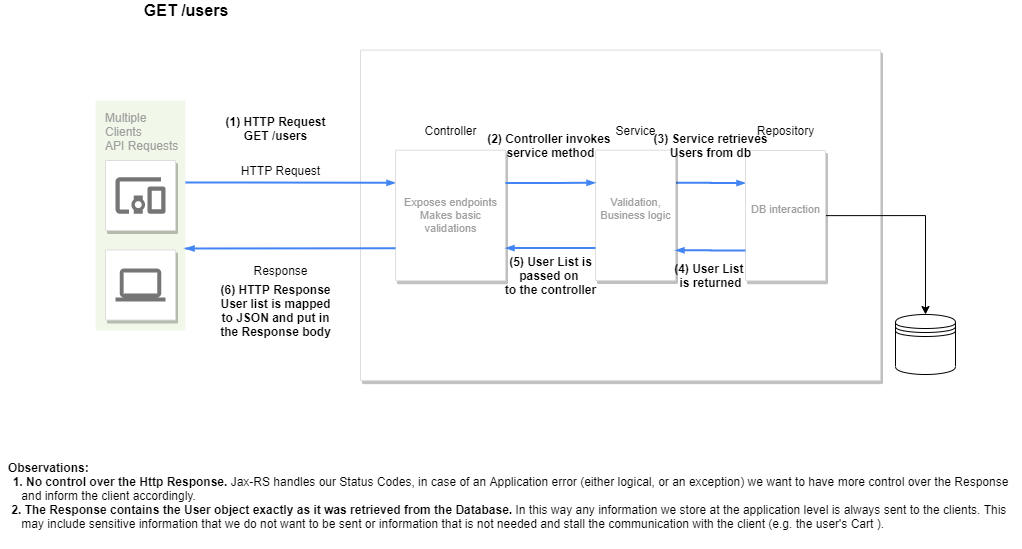 GET /users
Multiple
Clients
API Requests
(1) HTTP Request
GET /users
HTTP Request
Controller
(2) Controller invokes
service method
Service
(3) Service retrieves
Users from db
Repository
Exposes endpoints
Makes basic
validations
Validation,
Business logic
DB interaction
(5) User List is
passed on
to the controller
(4) User List
is returned
Response
(6) HTTP Response
User list is mapped
to JSON and put in
the Response body
Observations:
1. No control over the Http Response. Jax-RS handles our Status Codes, in case of an Application error (either logical, or an exception) we want to have more control over the Response
and inform the client accordingly.
2. The Response contains the User object exactly as it was retrieved from the Database. In this way any information we store at the application level is always sent to the clients. This
may include sensitive information that we do not want to be sent or information that is not needed and stall the communication with the client (e.g. the user's Cart ).